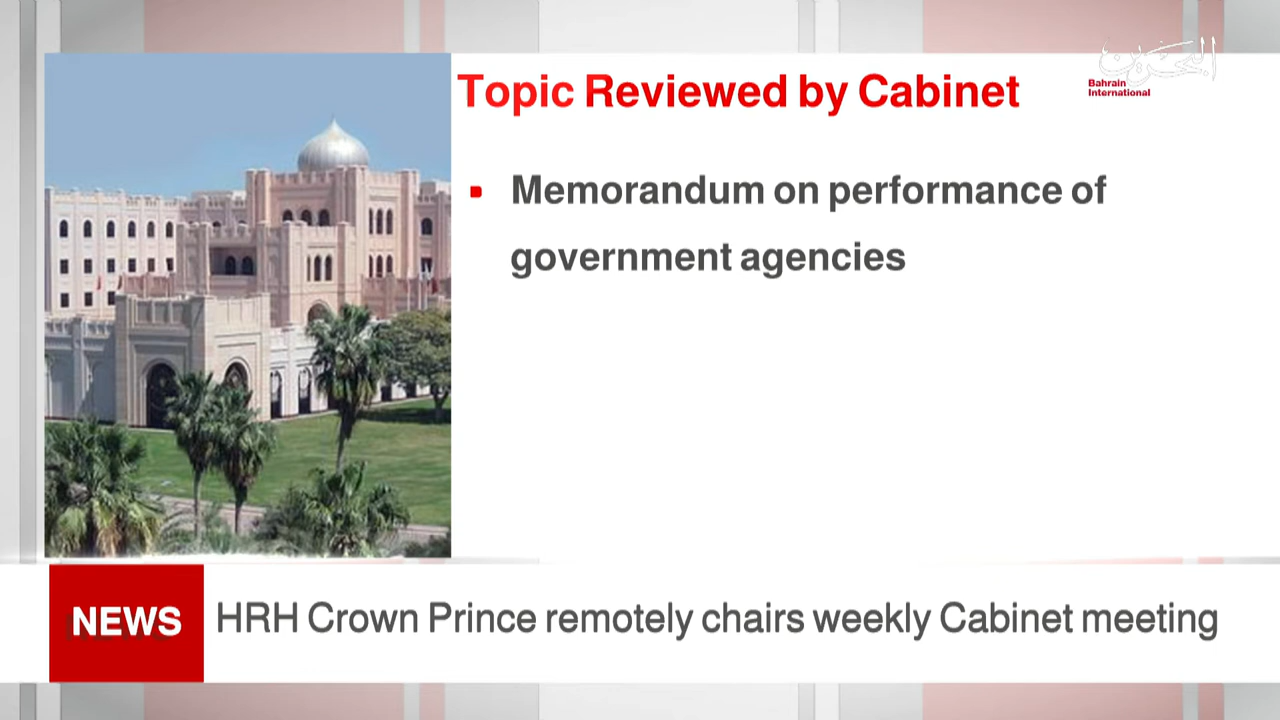 Topic Reviewed by Cabinet
البحرين
Bahrain
International
▪ Memorandum on performance of
government agencies
NEWS
HRH Crown Prince remotely chairs weekly Cabinet meeting